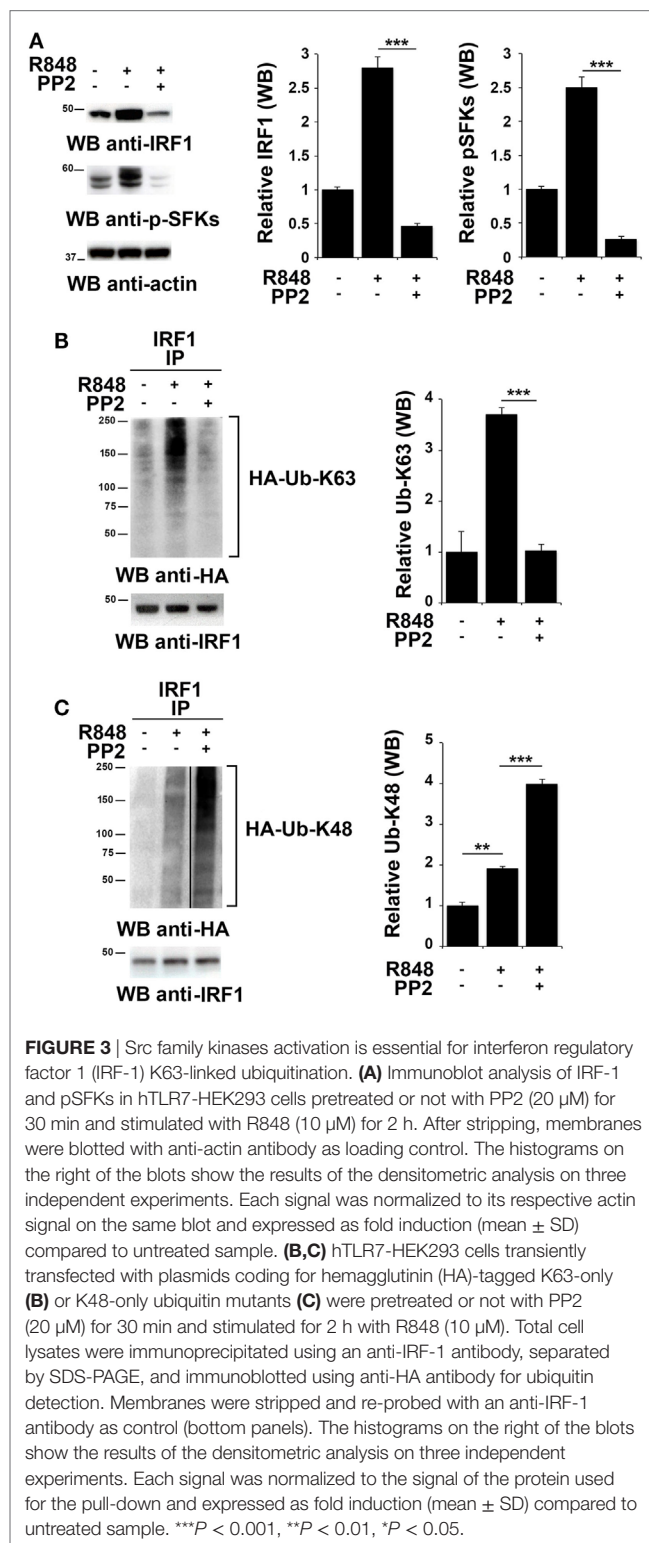 A
R848 - + +
PP2 - - +
50
WB anti-IRF1
60
WB anti-p-SFKs
37
WB anti-actin
Relative IRF1 (WB)
3
2.5
2
1.5
1
0.5
0
***
R848 - + +
PP2 - - +
Relative pSFKs (WB)
3
2.5
2
1.5
1
0.5
0
***
R848 - + +
PP2 - - +
B
IRF1
IP
R848 - + +
PP2 - - +
250
150
100
75
50
HA-Ub-K63
WB anti-HA
50
WB anti-IRF1
Relative Ub-K63 (WB)
4
3
2
1
0
***
R848 - + +
PP2 - - +
C
IRF1
IP
R848 - + +
PP2 - - +
250
150
100
75
50
HA-Ub-K48
WB anti-HA
50
WB anti-IRF1
Relative Ub-K48 (WB)
5
4
3
2
1
0
**
***
R848 - + +
PP2 - - +
FIGURE 3 | Src family kinases activation is essential for interferon regulatory
factor 1 (IRF-1) K63-linked ubiquitination. (A) Immunoblot analysis of IRF-1
and pSFKs in hTLR7-HEK293 cells pretreated or not with PP2 (20 µM) for
30 min and stimulated with R848 (10 µM) for 2 h. After stripping, membranes
were blotted with anti-actin antibody as loading control. The histograms on
the right of the blots show the results of the densitometric analysis on three
independent experiments. Each signal was normalized to its respective actin
signal on the same blot and expressed as fold induction (mean ± SD)
compared to untreated sample. (B,C) hTLR7-HEK293 cells transiently
transfected with plasmids coding for hemagglutinin (HA)-tagged K63-only
(B) or K48-only ubiquitin mutants (C) were pretreated or not with PP2
(20 µM) for 30 min and stimulated for 2 h with R848 (10 µM). Total cell
lysates were immunoprecipitated using an anti-IRF-1 antibody, separated
by SDS-PAGE, and immunoblotted using anti-HA antibody for ubiquitin
detection. Membranes were stripped and re-probed with an anti-IRF-1
antibody as control (bottom panels). The histograms on the right of the blots
show the results of the densitometric analysis on three independent
experiments. Each signal was normalized to the signal of the protein used
for the pull-down and expressed as fold induction (mean ± SD) compared to
untreated sample. ***P < 0.001, **P < 0.01, *P < 0.05.